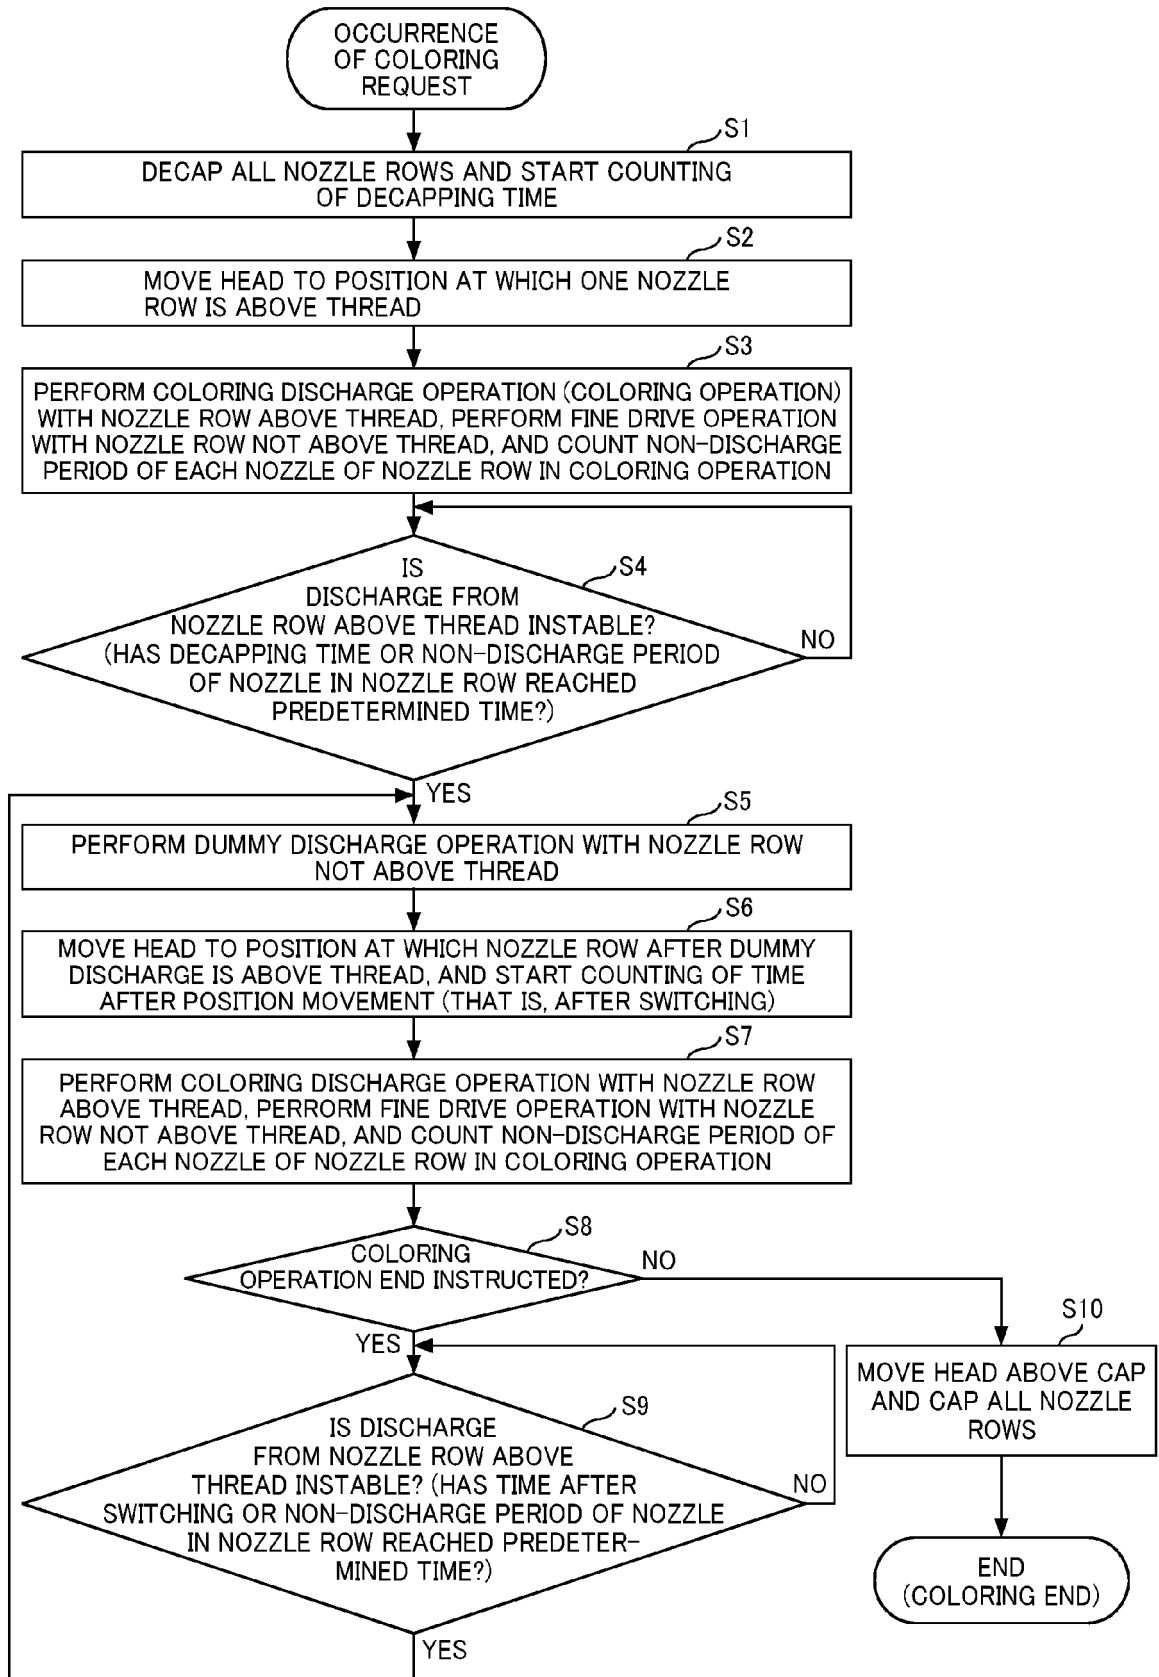 OCCURRENCE
OF COLORING
REQUEST
S1
DECAP ALL NOZZLE ROWS AND START COUNTING
OF DECAPPING TIME
S2
MOVE HEAD TO POSITION AT WHICH ONE NOZZLE
ROW IS ABOVE THREAD
S3
PERFORM COLORING DISCHARGE OPERATION (COLORING OPERATION)
WITH NOZZLE ROW ABOVE THREAD, PERFORM FINE DRIVE OPERATION
WITH NOZZLE ROW NOT ABOVE THREAD, AND COUNT NON-DISCHARGE
PERIOD OF EACH NOZZLE OF NOZZLE ROW IN COLORING OPERATION
S4
IS
DISCHARGE FROM
NOZZLE ROW ABOVE THREAD INSTABLE?
(HAS DECAPPING TIME OR NON-DISCHARGE PERIOD
OF NOZZLE IN NOZZLE ROW REACHED
PREDETERMINED TIME?)
NO
YES
S5
PERFORM DUMMY DISCHARGE OPERATION WITH NOZZLE ROW
NOT ABOVE THREAD
S6
MOVE HEAD TO POSITION AT WHICH NOZZLE ROW AFTER DUMMY
DISCHARGE IS ABOVE THREAD, AND START COUNTING OF TIME
AFTER POSITION MOVEMENT (THAT IS, AFTER SWITCHING)
S7
PERFORM COLORING DISCHARGE OPERATION WITH NOZZLE ROW
ABOVE THREAD, PERRORM FINE DRIVE OPERATION WITH NOZZLE
ROW NOT ABOVE THREAD, AND COUNT NON-DISCHARGE PERIOD OF
EACH NOZZLE OF NOZZLE ROW IN COLORING OPERATION
S8
COLORING
OPERATION END INSTRUCTED?
NO
YES
S10
MOVE HEAD ABOVE CAP
AND CAP ALL NOZZLE
ROWS
S9
IS DISCHARGE
FROM NOZZLE ROW ABOVE
THREAD INSTABLE? (HAS TIME AFTER
SWITCHING OR NON-DISCHARGE PERIOD OF NOZZLE
IN NOZZLE ROW REACHED PREDETER-
MINED TIME?)
NO
YES
END
(COLORING END)